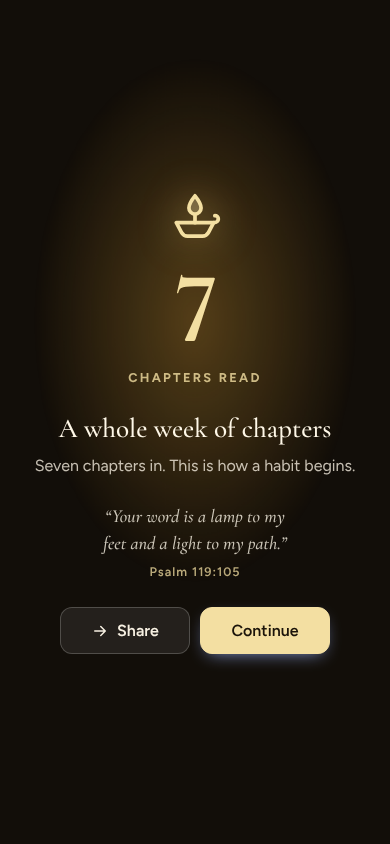 7
CHAPTERS READ
A whole week of chapters
Seven chapters in. This is how a habit begins.
“Your word is a lamp to my
feet and a light to my path.”
Psalm 119:105
Share
Continue